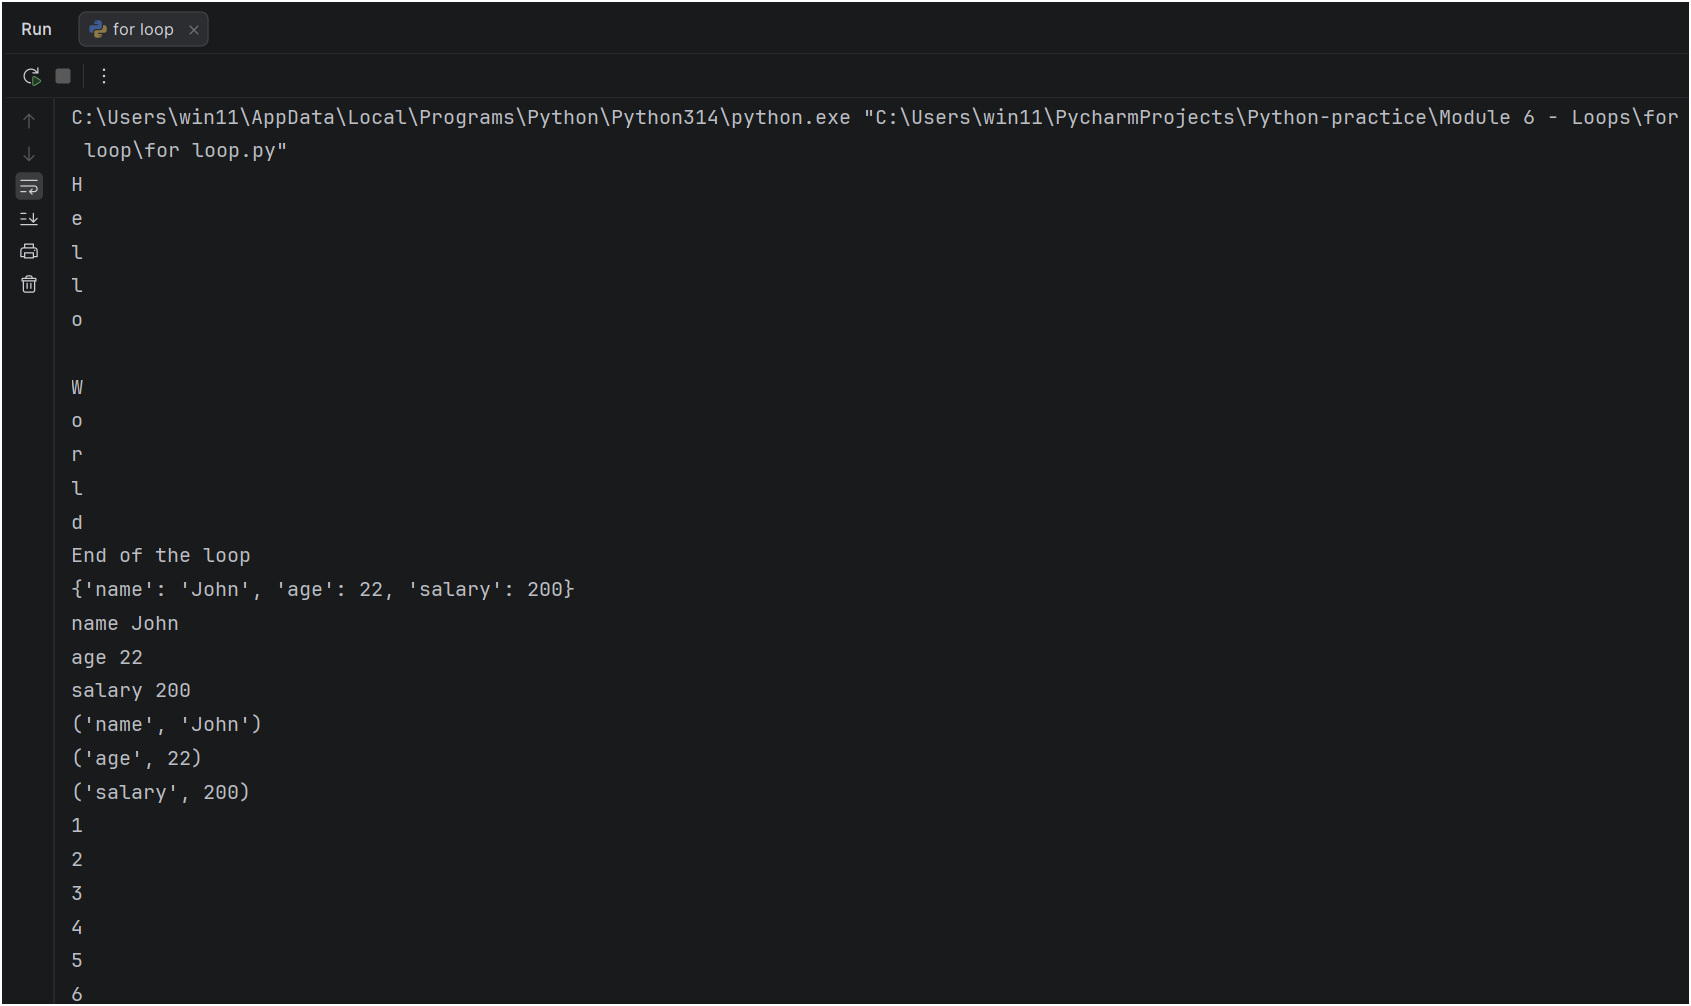 Run for loop
C:\Users\win11\AppData\Local\Programs\Python\Python314\python.exe "C:\Users\win11\PycharmProjects\Python-practice\Module 6 - Loops\for
loop\for loop.py"
H
e
l
l
o

W
o
r
l
d
End of the loop
{'name': 'John', 'age': 22, 'salary': 200}
name John
age 22
salary 200
('name', 'John')
('age', 22)
('salary', 200)
1
2
3
4
5
6